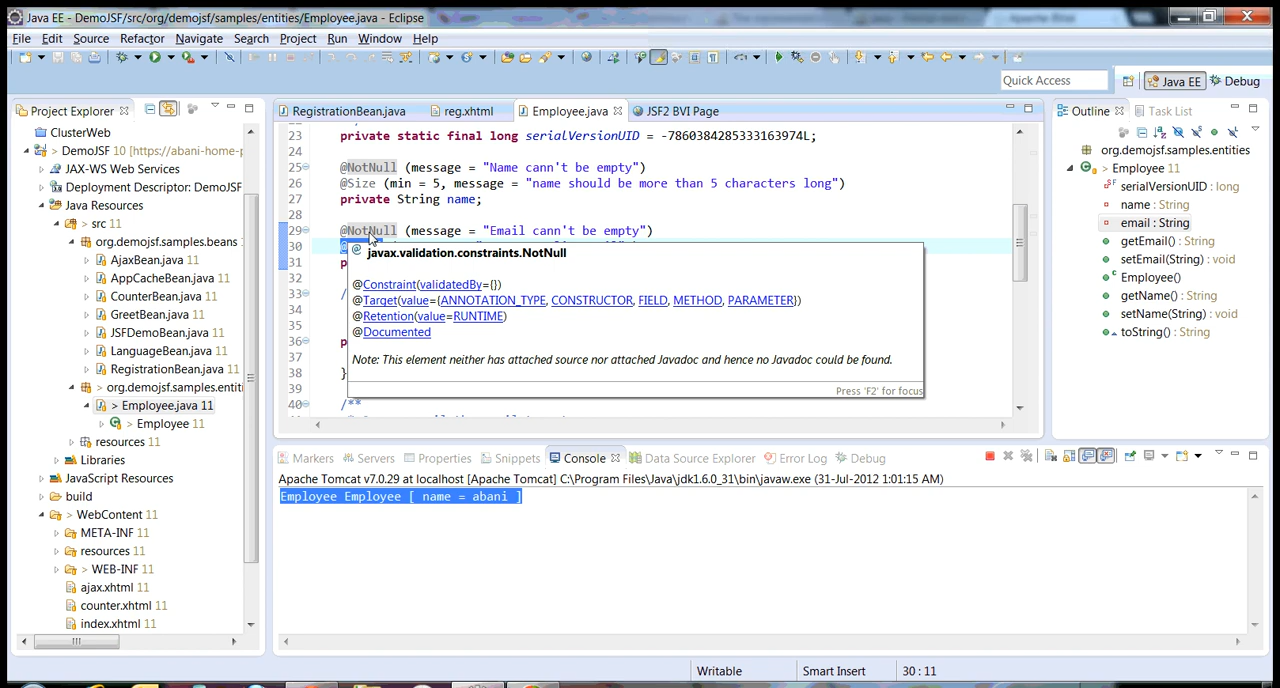 Java EE - DemoJSF/src/org/demojsf/samples/entities/Employee.java - Eclipse
File Edit Source Refactor Navigate Search Project Run Window Help
Quick Access
Java EE
Debug
Project Explorer
ClusterWeb
> DemoJSF 10 [https://abani-home-p
JAX-WS Web Services
Deployment Descriptor: DemoJSF
Java Resources
> src 11
org.demojsf.samples.beans
AjaxBean.java 11
AppCacheBean.java 11
CounterBean.java 11
GreetBean.java 11
JSFDemoBean.java 11
LanguageBean.java 11
RegistrationBean.java 11
> org.demojsf.samples.entiti
> Employee.java 11
> Employee 11
resources 11
Libraries
JavaScript Resources
build
> WebContent 11
META-INF 11
resources 11
> WEB-INF 11
ajax.xhtml 11
counter.xhtml 11
index.xhtml 11
RegistrationBean.java
reg.xhtml
Employee.java
JSF2 BVI Page
23 private static final long serialVersionUID = -7860384285333163974L;
24
25 @NotNull (message = "Name cann't be empty")
26 @Size (min = 5, message = "name should be more than 5 characters long")
27 private String name;
28
29 @NotNull (message = "Email cann't be empty")
30 @
31 p
32
33 /
34
35
36 p
37
38 }
39
40 /**
@ javax.validation.constraints.NotNull
@Constraint(validatedBy={})
@Target(value={ANNOTATION_TYPE, CONSTRUCTOR, FIELD, METHOD, PARAMETER})
@Retention(value=RUNTIME)
@Documented
Note: This element neither has attached source nor attached Javadoc and hence no Javadoc could be found.
Press 'F2' for focus
Outline
Task List
org.demojsf.samples.entities
> Employee 11
serialVersionUID : long
name : String
email : String
getEmail() : String
setEmail(String) : void
Employee()
getName() : String
setName(String) : void
toString() : String
Markers Servers Properties Snippets Console Data Source Explorer Error Log Debug
Apache Tomcat v7.0.29 at localhost [Apache Tomcat] C:\Program Files\Java\jdk1.6.0_31\bin\javaw.exe (31-Jul-2012 1:01:15 AM)
Employee Employee [ name = abani ]
Writable
Smart Insert
30 : 11